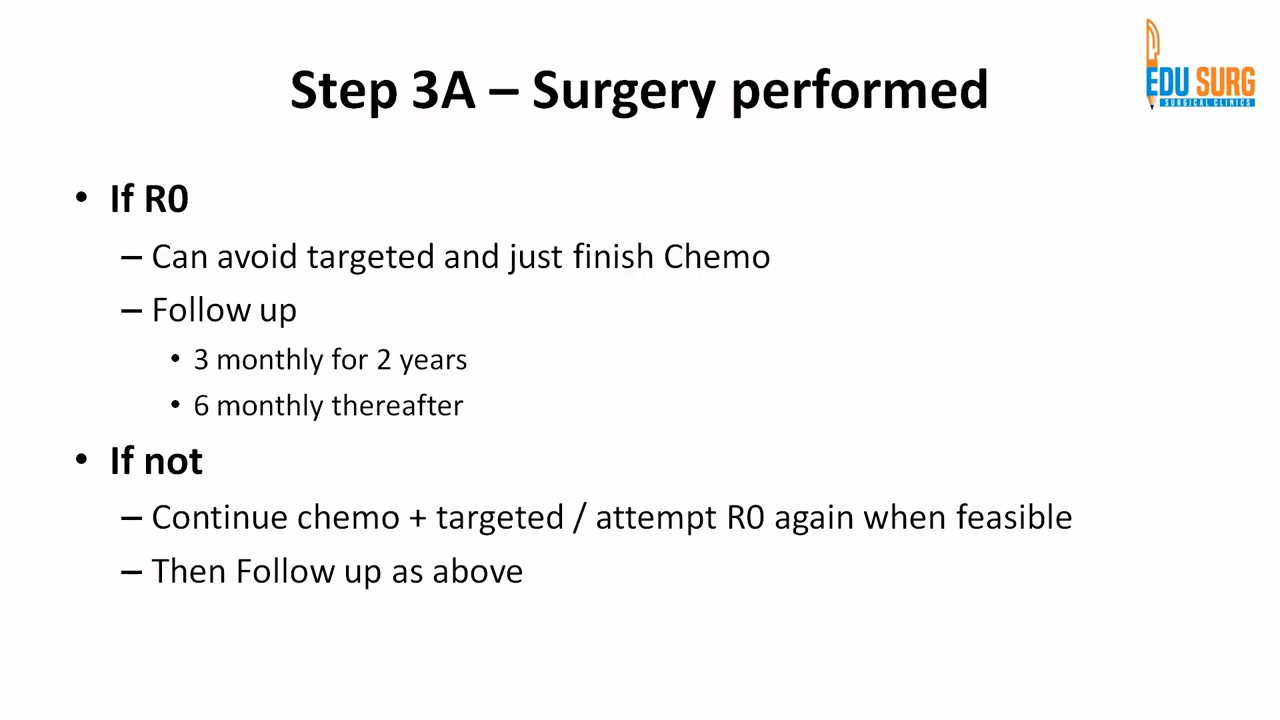 EDU SURG
SURGICAL CLINICS
Step 3A – Surgery performed
• If R0
– Can avoid targeted and just finish Chemo
– Follow up
• 3 monthly for 2 years
• 6 monthly thereafter
• If not
– Continue chemo + targeted / attempt R0 again when feasible
– Then Follow up as above